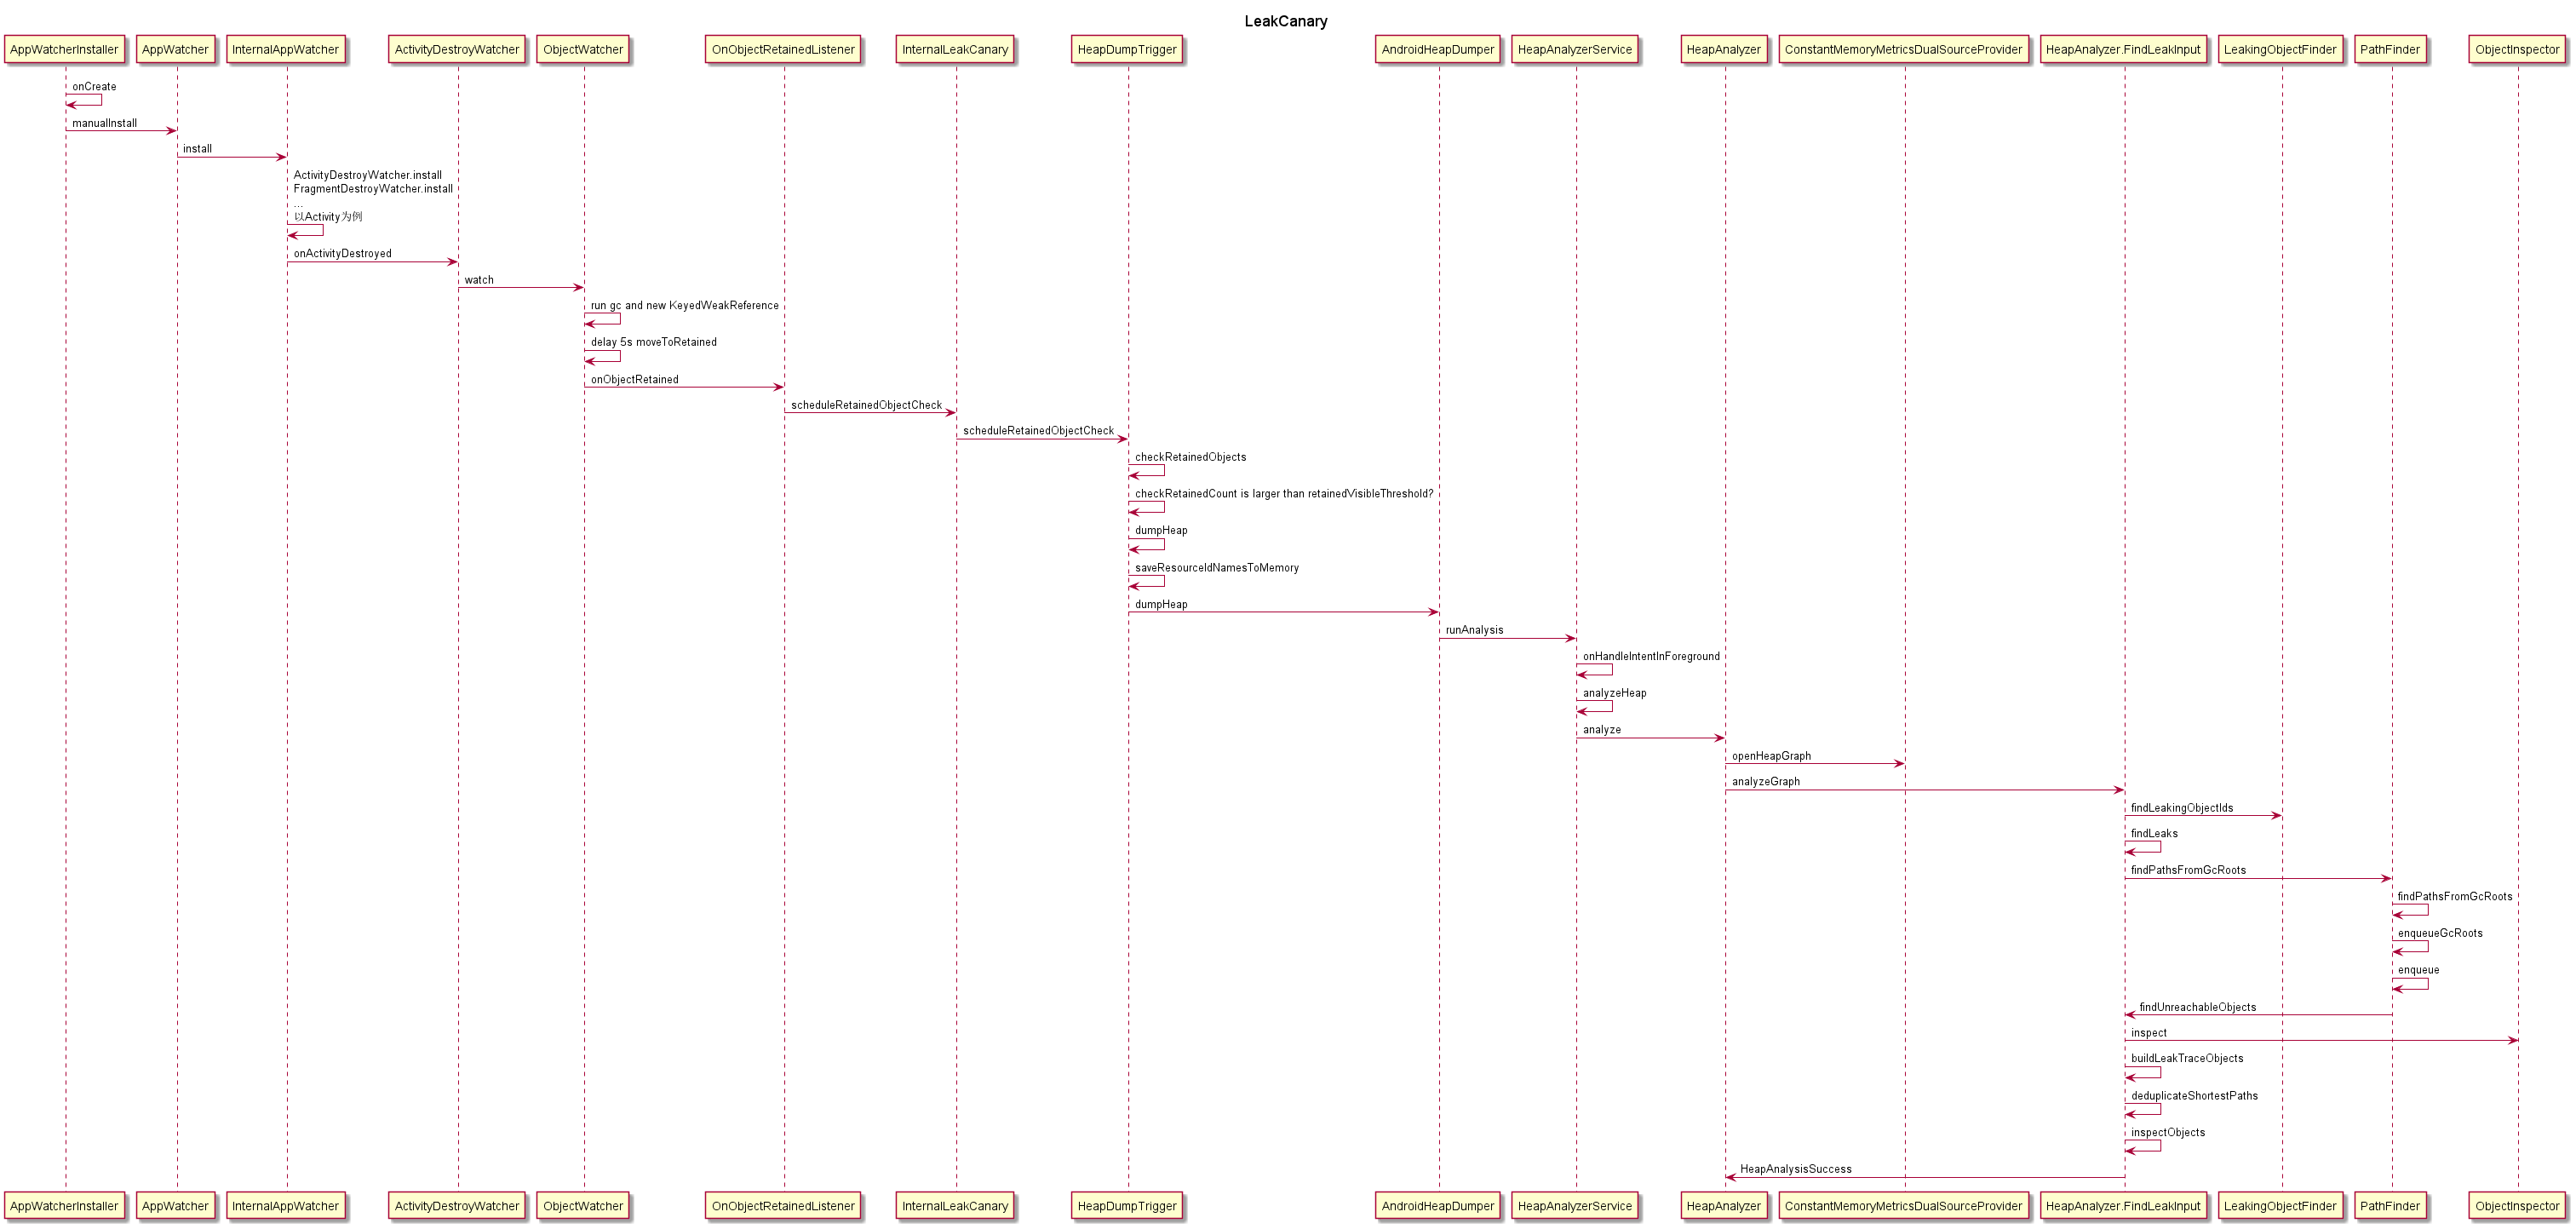 LeakCanary
AppWatcherInstaller
AppWatcher
InternalAppWatcher
ActivityDestroyWatcher
ObjectWatcher
OnObjectRetainedListener
InternalLeakCanary
HeapDumpTrigger
AndroidHeapDumper
HeapAnalyzerService
HeapAnalyzer
ConstantMemoryMetricsDualSourceProvider
HeapAnalyzer.FindLeakInput
LeakingObjectFinder
PathFinder
ObjectInspector
onCreate
manualInstall
install
ActivityDestroyWatcher.install
FragmentDestroyWatcher.install
...
以Activity为例
onActivityDestroyed
watch
run gc and new KeyedWeakReference
delay 5s moveToRetained
onObjectRetained
scheduleRetainedObjectCheck
scheduleRetainedObjectCheck
checkRetainedObjects
checkRetainedCount is larger than retainedVisibleThreshold?
dumpHeap
saveResourceIdNamesToMemory
dumpHeap
runAnalysis
onHandleIntentInForeground
analyzeHeap
analyze
openHeapGraph
analyzeGraph
findLeakingObjectIds
findLeaks
findPathsFromGcRoots
findPathsFromGcRoots
enqueueGcRoots
enqueue
findUnreachableObjects
inspect
buildLeakTraceObjects
deduplicateShortestPaths
inspectObjects
HeapAnalysisSuccess
AppWatcherInstaller
AppWatcher
InternalAppWatcher
ActivityDestroyWatcher
ObjectWatcher
OnObjectRetainedListener
InternalLeakCanary
HeapDumpTrigger
AndroidHeapDumper
HeapAnalyzerService
HeapAnalyzer
ConstantMemoryMetricsDualSourceProvider
HeapAnalyzer.FindLeakInput
LeakingObjectFinder
PathFinder
ObjectInspector